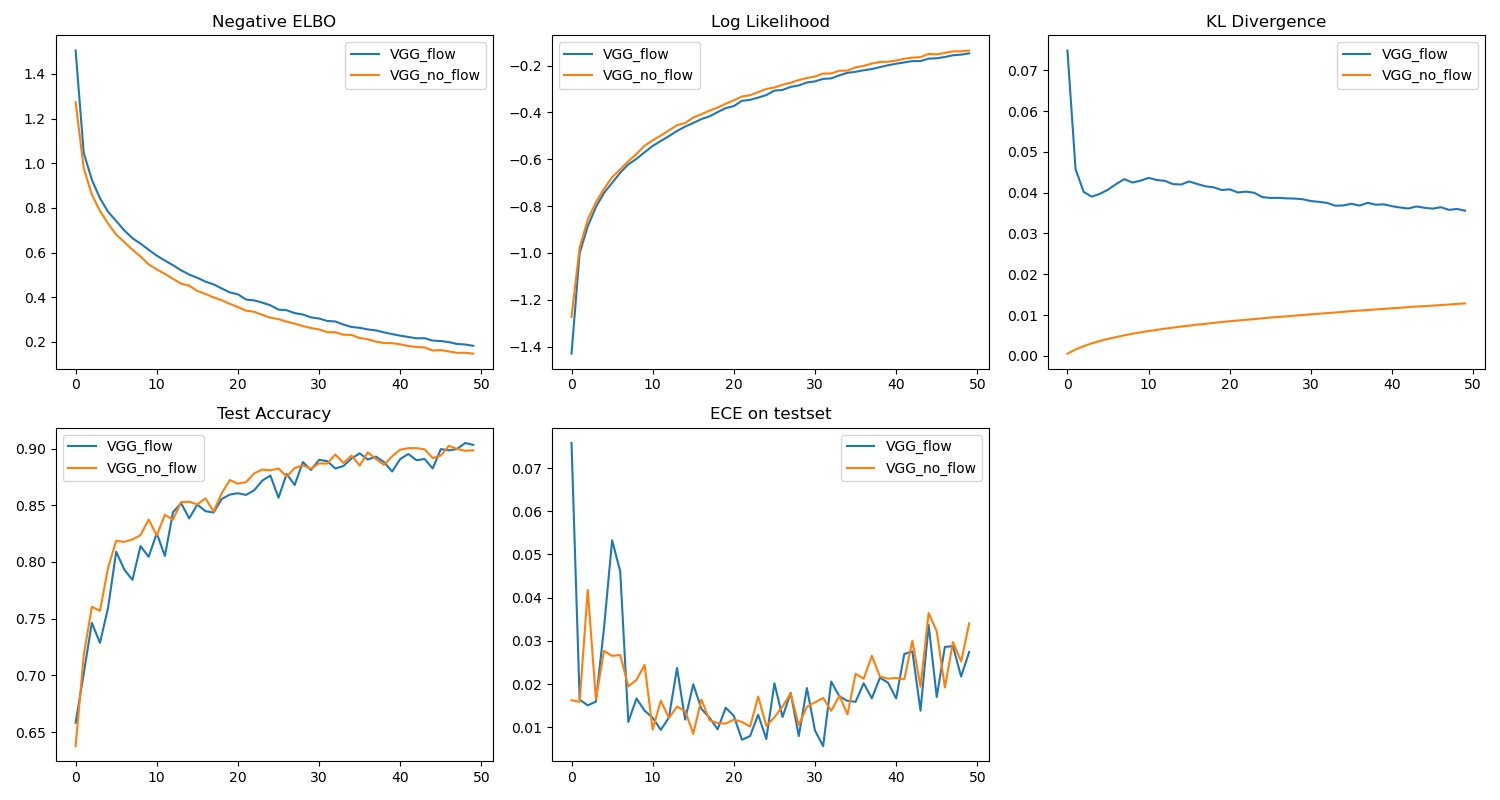 Negative ELBO
VGG_flow
VGG_no_flow
1.4
1.2
1.0
0.8
0.6
0.4
0.2
0 10 20 30 40 50
Log Likelihood
VGG_flow
VGG_no_flow
−0.2
−0.4
−0.6
−0.8
−1.0
−1.2
−1.4
0 10 20 30 40 50
KL Divergence
VGG_flow
VGG_no_flow
0.07
0.06
0.05
0.04
0.03
0.02
0.01
0.00
0 10 20 30 40 50
Test Accuracy
VGG_flow
VGG_no_flow
0.90
0.85
0.80
0.75
0.70
0.65
0 10 20 30 40 50
ECE on testset
VGG_flow
VGG_no_flow
0.07
0.06
0.05
0.04
0.03
0.02
0.01
0 10 20 30 40 50